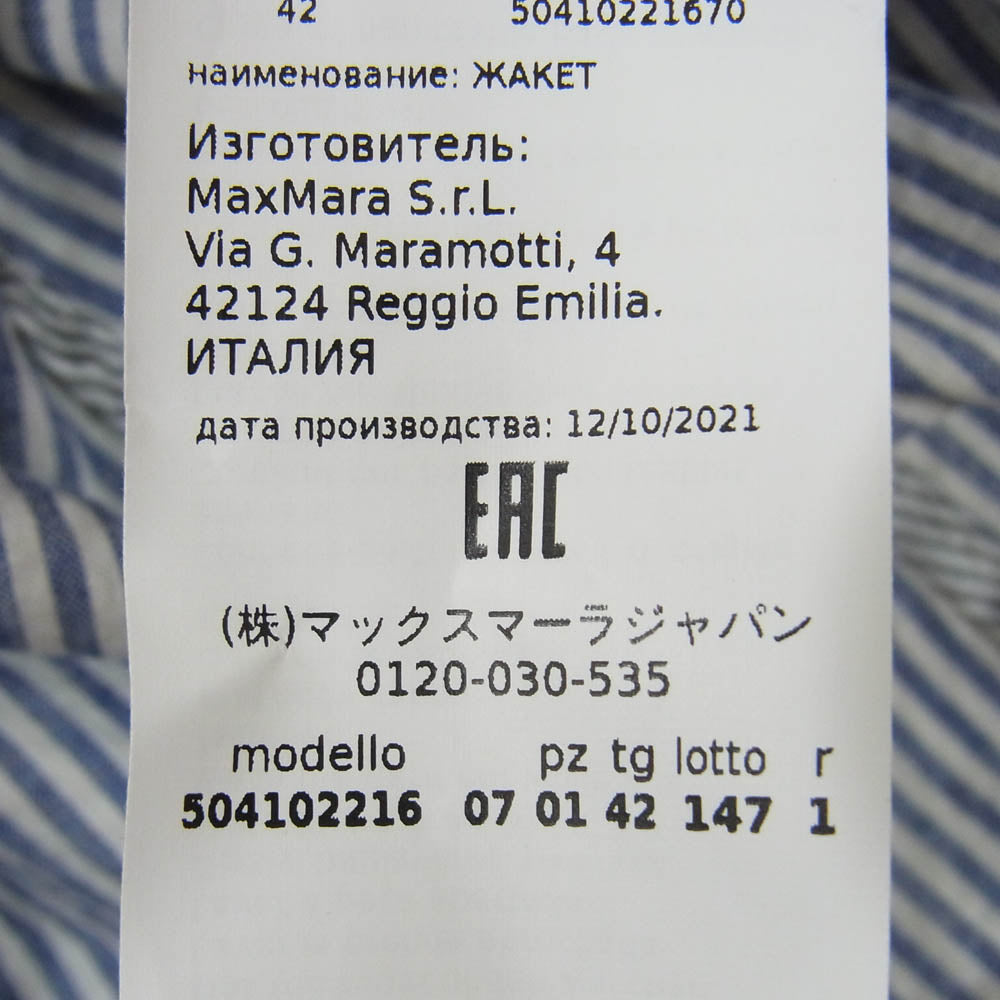 42 50410221670
наименование: ЖАКЕТ
Изготовитель:
MaxMara S.r.L.
Via G. Maramotti, 4
42124 Reggio Emilia.
ИТАЛИЯ
дата производства: 12/10/2021
EAC
(株)マックスマーラジャパン
0120-030-535
modello pz tg lotto r
504102216 07 01 42 147 1